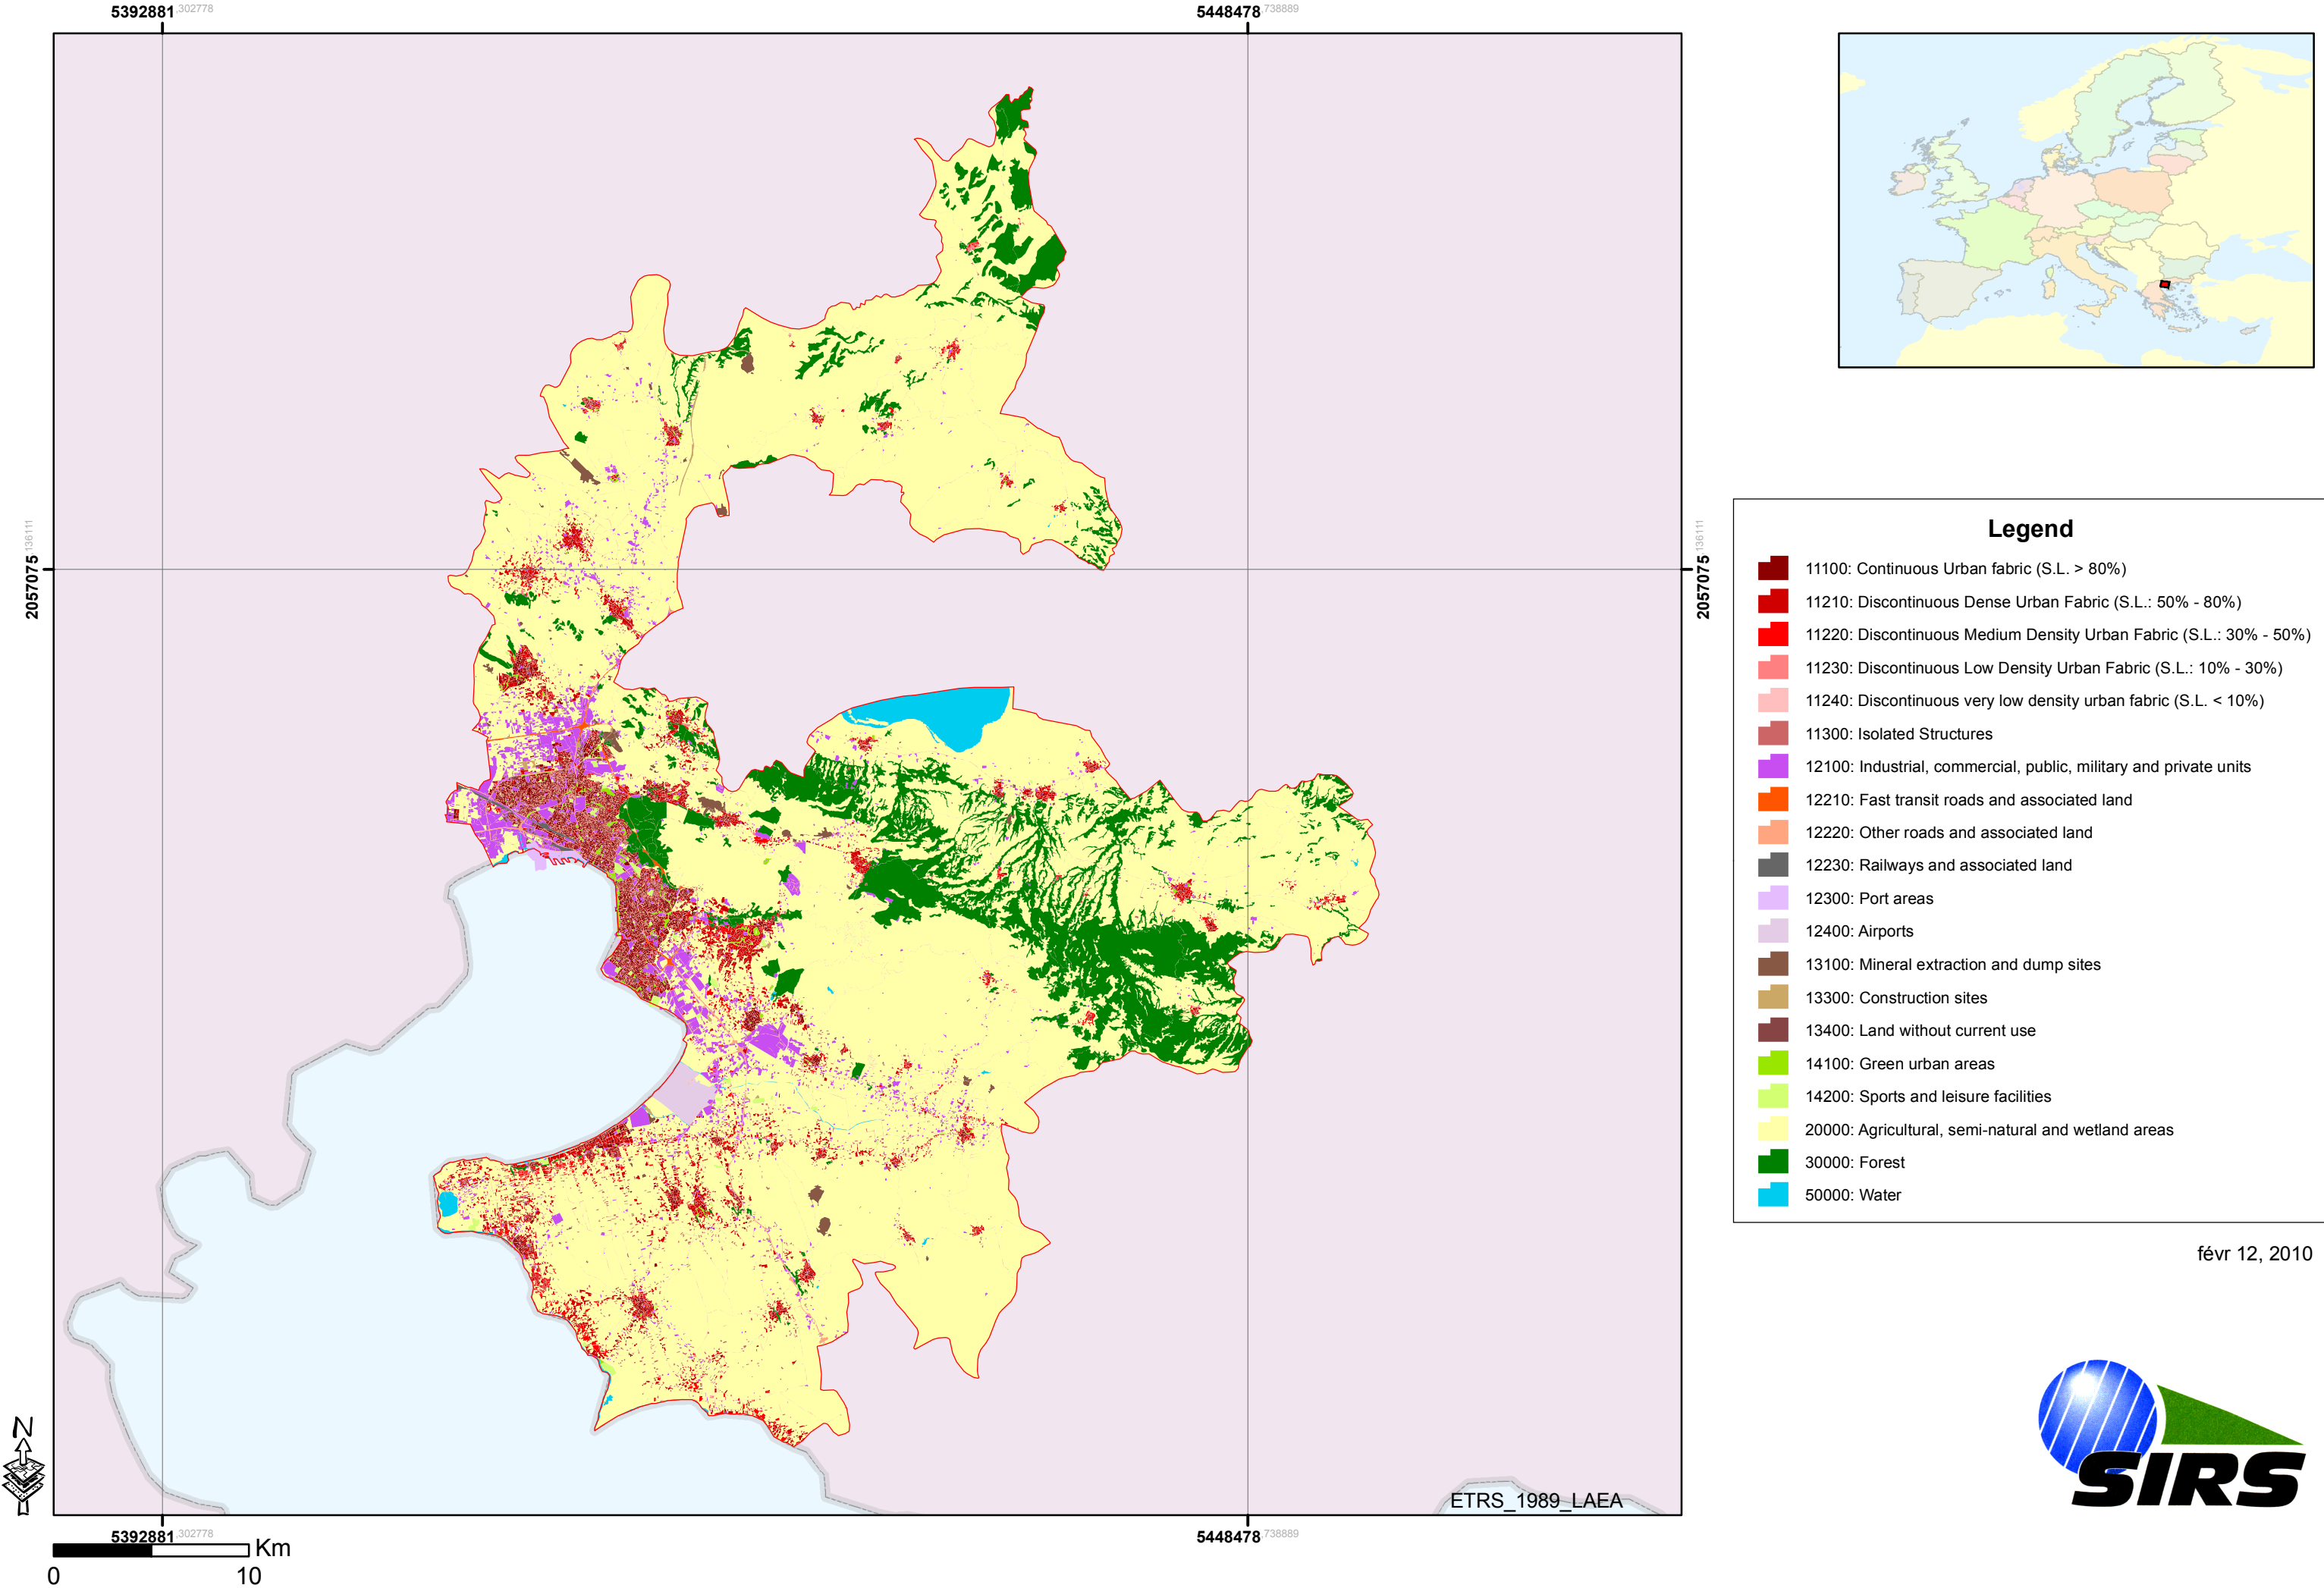 5392881,302778
5448478,738889
2057075,136111
2057075,136111
Legend
11100: Continuous Urban fabric (S.L. > 80%)
11210: Discontinuous Dense Urban Fabric (S.L.: 50% - 80%)
11220: Discontinuous Medium Density Urban Fabric (S.L.: 30% - 50%)
11230: Discontinuous Low Density Urban Fabric (S.L.: 10% - 30%)
11240: Discontinuous very low density urban fabric (S.L. < 10%)
11300: Isolated Structures
12100: Industrial, commercial, public, military and private units
12210: Fast transit roads and associated land
12220: Other roads and associated land
12230: Railways and associated land
12300: Port areas
12400: Airports
13100: Mineral extraction and dump sites
13300: Construction sites
13400: Land without current use
14100: Green urban areas
14200: Sports and leisure facilities
20000: Agricultural, semi-natural and wetland areas
30000: Forest
50000: Water
févr 12, 2010
N
SIRS
ETRS_1989_LAEA
5392881,302778
5448478,738889
Km
0 10